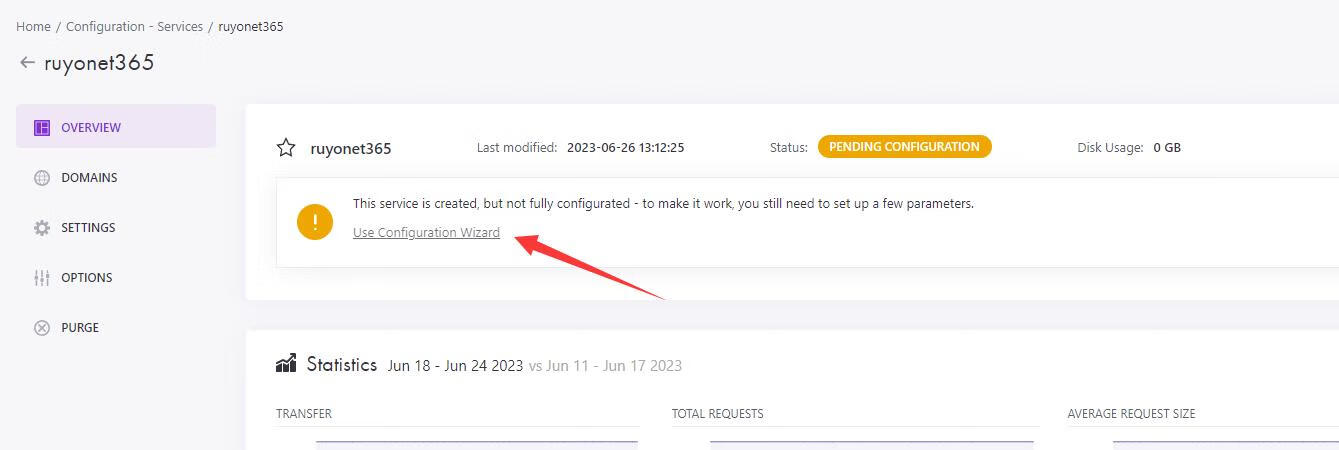 Home / Configuration - Services / ruyonet365
ruyonet365
OVERVIEW
DOMAINS
SETTINGS
OPTIONS
PURGE
ruyonet365 Last modified: 2023-06-26 13:12:25 Status: PENDING CONFIGURATION Disk Usage: 0 GB
This service is created, but not fully configurated - to make it work, you still need to set up a few parameters.
Use Configuration Wizard
Statistics Jun 18 - Jun 24 2023 vs Jun 11 - Jun 17 2023
TRANSFER TOTAL REQUESTS AVERAGE REQUEST SIZE